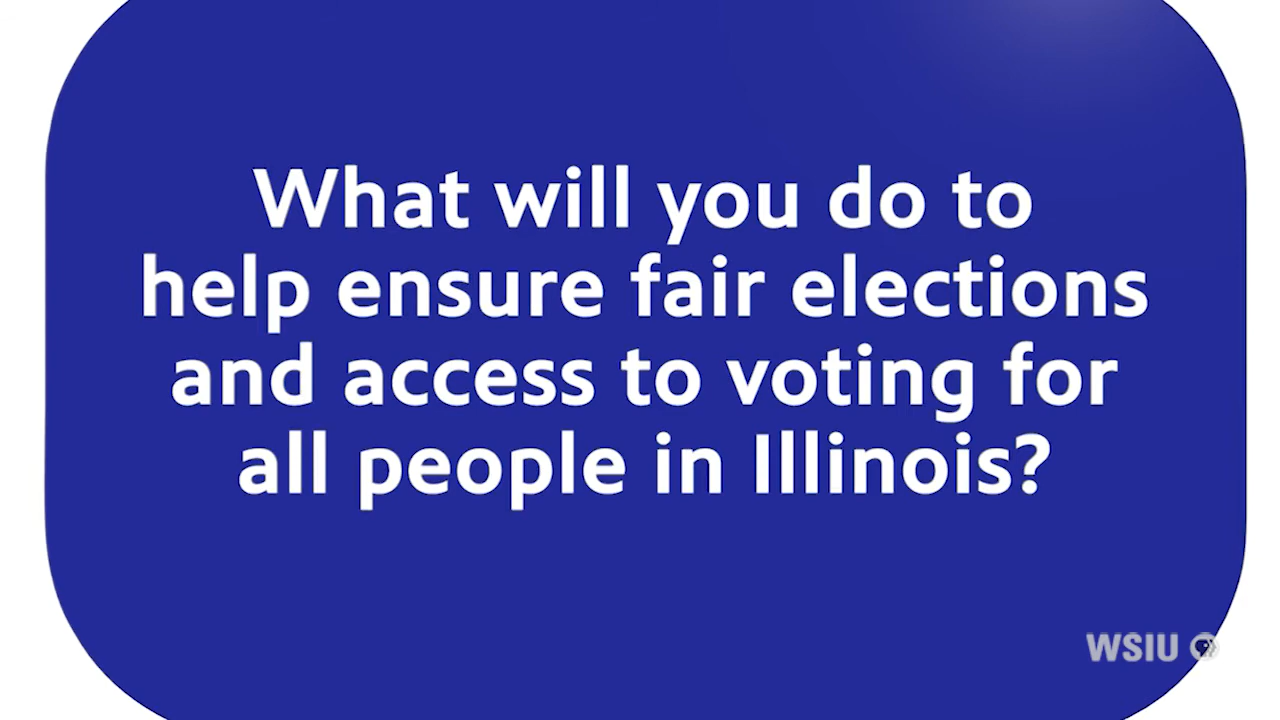 What will you do to
help ensure fair elections
and access to voting for
all people in Illinois?
WSIU